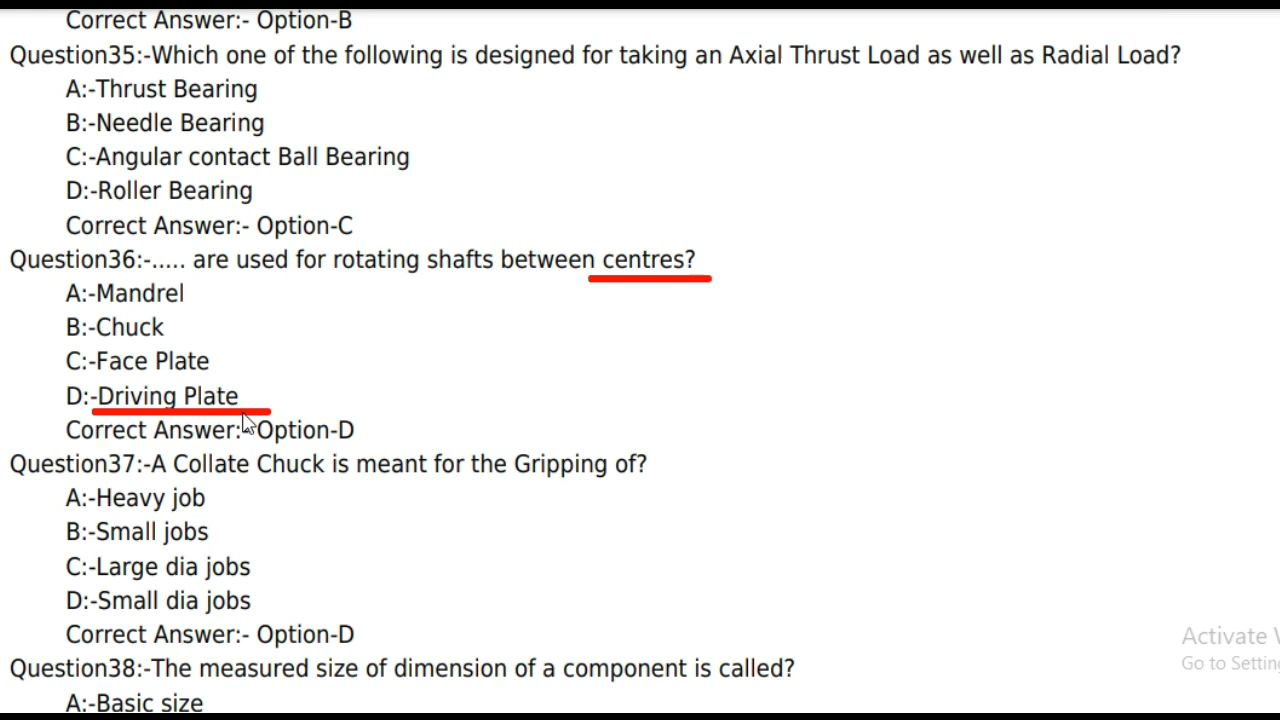 Correct Answer:- Option-B
Question35:-Which one of the following is designed for taking an Axial Thrust Load as well as Radial Load?
A:-Thrust Bearing
B:-Needle Bearing
C:-Angular contact Ball Bearing
D:-Roller Bearing
Correct Answer:- Option-C
Question36:-..... are used for rotating shafts between centres?
A:-Mandrel
B:-Chuck
C:-Face Plate
D:-Driving Plate
Correct Answer:- Option-D
Question37:-A Collate Chuck is meant for the Gripping of?
A:-Heavy job
B:-Small jobs
C:-Large dia jobs
D:-Small dia jobs
Correct Answer:- Option-D
Question38:-The measured size of dimension of a component is called?
A:-Basic size
Activate
Go to